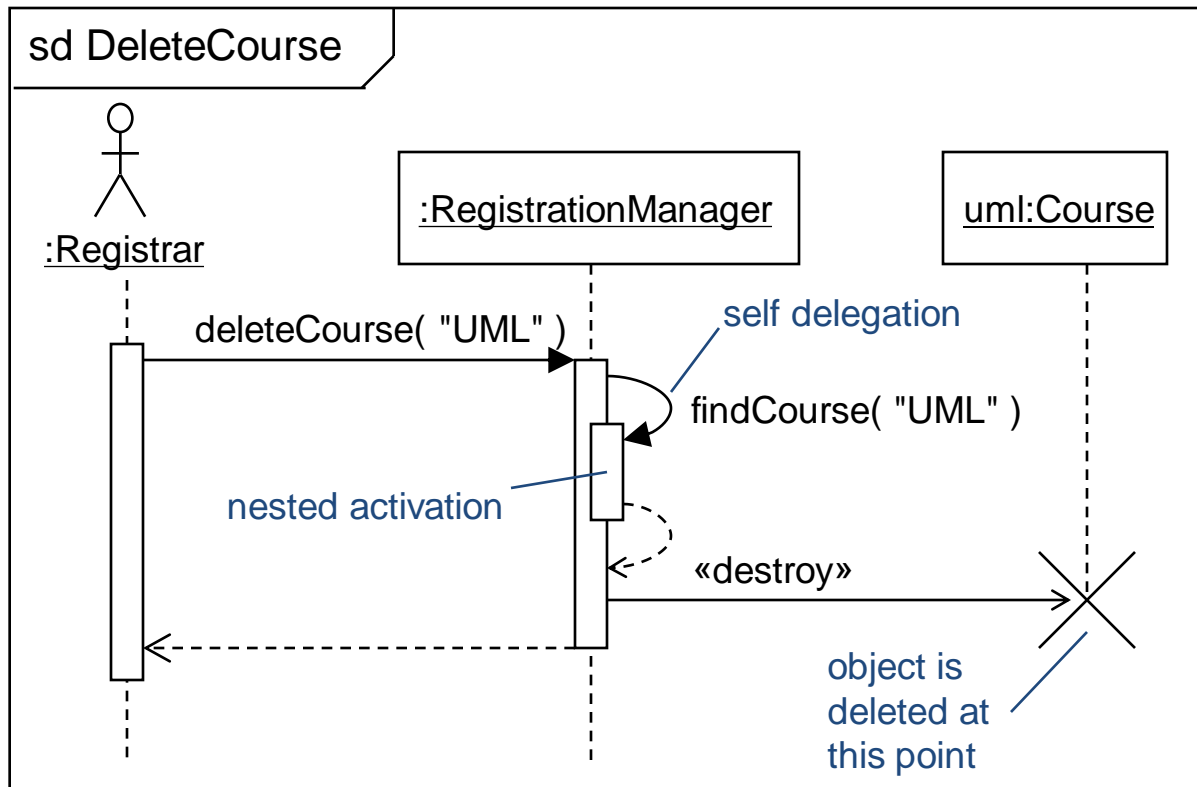 sd DeleteCourse
:Registrar
:RegistrationManager
uml:Course
deleteCourse( "UML" )
self delegation
findCourse( "UML" )
nested activation
«destroy»
object is
deleted at
this point